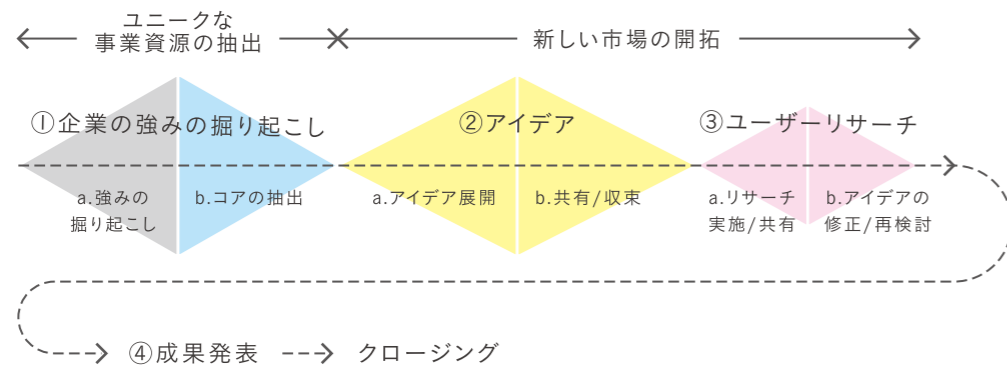 ユニークな
事業資源の抽出
新しい市場の開拓
①企業の強みの掘り起こし
②アイデア
③ユーザーリサーチ
a.強みの
掘り起こし
b.コアの抽出
a.アイデア展開
b.共有/収束
a.リサーチ
実施/共有
b.アイデアの
修正/再検討
④成果発表
クロージング